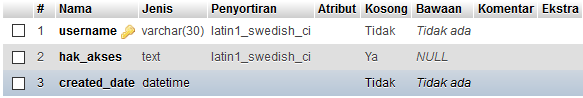 # Nama Jenis Penyortiran Atribut Kosong Bawaan Komentar Ekstra
1 username varchar(30) latin1_swedish_ci Tidak Tidak ada
2 hak_akses text latin1_swedish_ci Ya NULL
3 created_date datetime Tidak Tidak ada